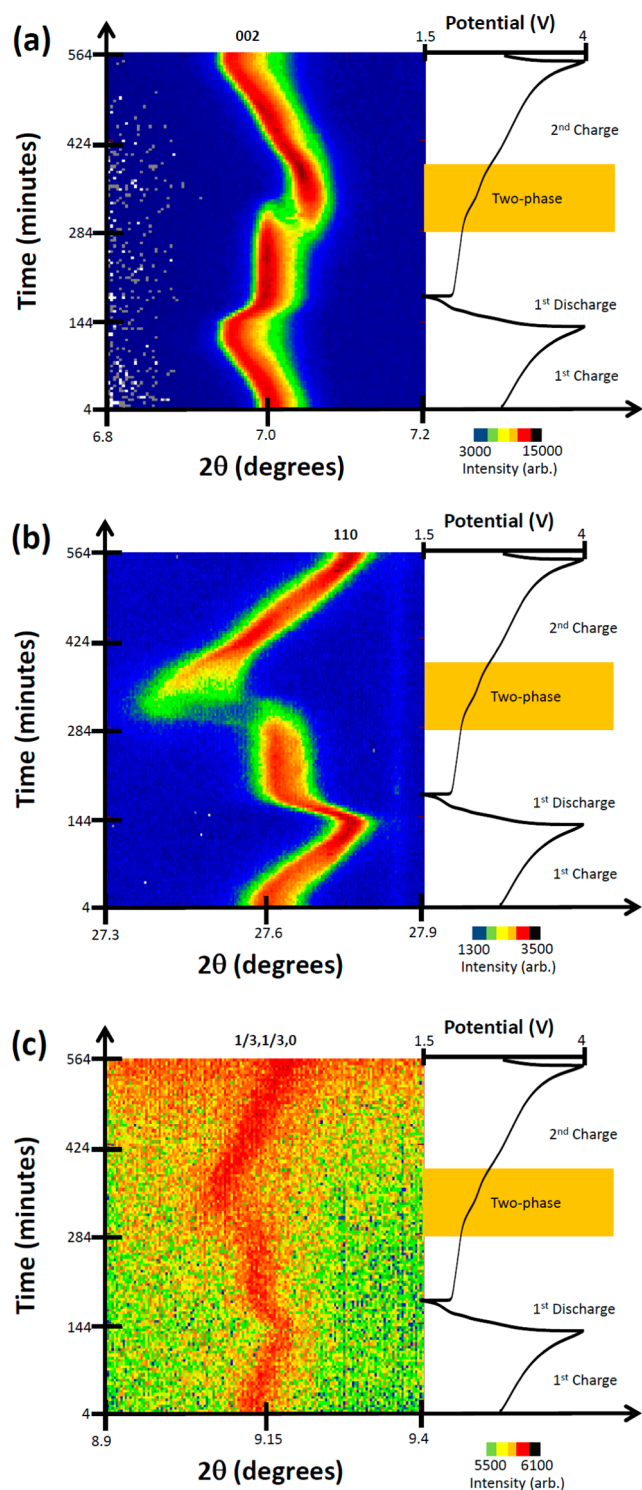 (a)
002
Potential (V)
1.5 4
564
424
284
144
4
Time (minutes)
2nd Charge
Two-phase
1st Discharge
1st Charge
6.8 7.0 7.2
2θ (degrees)
3000 15000
Intensity (arb.)
(b)
110
Potential (V)
1.5 4
564
424
284
144
4
Time (minutes)
2nd Charge
Two-phase
1st Discharge
1st Charge
27.3 27.6 27.9
2θ (degrees)
1300 3500
Intensity (arb.)
(c)
1/3,1/3,0
Potential (V)
1.5 4
564
424
284
144
4
Time (minutes)
2nd Charge
Two-phase
1st Discharge
1st Charge
8.9 9.15 9.4
2θ (degrees)
5500 6100
Intensity (arb.)